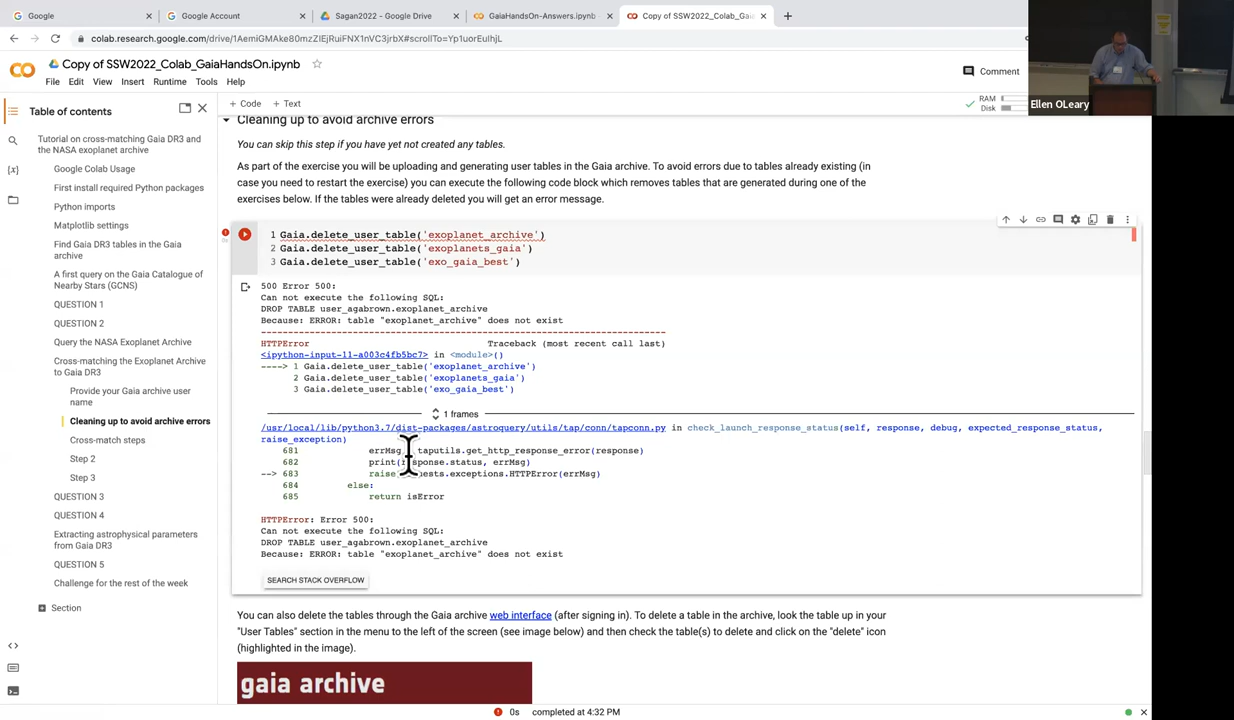 Google
Google Account
Sagan2022 - Google Drive
GaiaHandsOn-Answers.ipynb
Copy of SSW2022_Colab_Gai
colab.research.google.com/drive/1AemiGMAke80mzZIEjRuiFNX1nVC3jrbX#scrollTo=Yp1uorEuIhjL
Copy of SSW2022_Colab_GaiaHandsOn.ipynb
File Edit View Insert Runtime Tools Help
Comment
Ellen OLeary
Table of contents
+ Code + Text
RAM
Disk
Tutorial on cross-matching Gaia DR3 and
the NASA exoplanet archive
Google Colab Usage
First install required Python packages
Python imports
Matplotlib settings
Find Gaia DR3 tables in the Gaia
archive
A first query on the Gaia Catalogue of
Nearby Stars (GCNS)
QUESTION 1
QUESTION 2
Query the NASA Exoplanet Archive
Cross-matching the Exoplanet Archive
to Gaia DR3
Provide your Gaia archive user
name
Cleaning up to avoid archive errors
Cross-match steps
Step 2
Step 3
QUESTION 3
QUESTION 4
Extracting astrophysical parameters
from Gaia DR3
QUESTION 5
Challenge for the rest of the week
Section
Cleaning up to avoid archive errors
You can skip this step if you have yet not created any tables.
As part of the exercise you will be uploading and generating user tables in the Gaia archive. To avoid errors due to tables already existing (in
case you need to restart the exercise) you can execute the following code block which removes tables that are generated during one of the
exercises below. If the tables were already deleted you will get an error message.
1 Gaia.delete_user_table('exoplanet_archive')
2 Gaia.delete_user_table('exoplanets_gaia')
3 Gaia.delete_user_table('exo_gaia_best')
500 Error 500:
Can not execute the following SQL:
DROP TABLE user_agabrown.exoplanet_archive
Because: ERROR: table "exoplanet_archive" does not exist
HTTPError Traceback (most recent call last)
<ipython-input-11-a003c4fb5bc7> in <module>()
----> 1 Gaia.delete_user_table('exoplanet_archive')
2 Gaia.delete_user_table('exoplanets_gaia')
3 Gaia.delete_user_table('exo_gaia_best')
1 frames
/usr/local/lib/python3.7/dist-packages/astroquery/utils/tap/conn/tapconn.py in check_launch_response_status(self, response, debug, expected_response_status,
raise_exception)
681 errMsg taputils.get_http_response_error(response)
682 print(response.status, errMsg)
--> 683 raise requests.exceptions.HTTPError(errMsg)
684 else:
685 return isError
HTTPError: Error 500:
Can not execute the following SQL:
DROP TABLE user_agabrown.exoplanet_archive
Because: ERROR: table "exoplanet_archive" does not exist
SEARCH STACK OVERFLOW
You can also delete the tables through the Gaia archive web interface (after signing in). To delete a table in the archive, look the table up in your
"User Tables" section in the menu to the left of the screen (see image below) and then check the table(s) to delete and click on the "delete" icon
(highlighted in the image).
gaia archive
0s completed at 4:32 PM